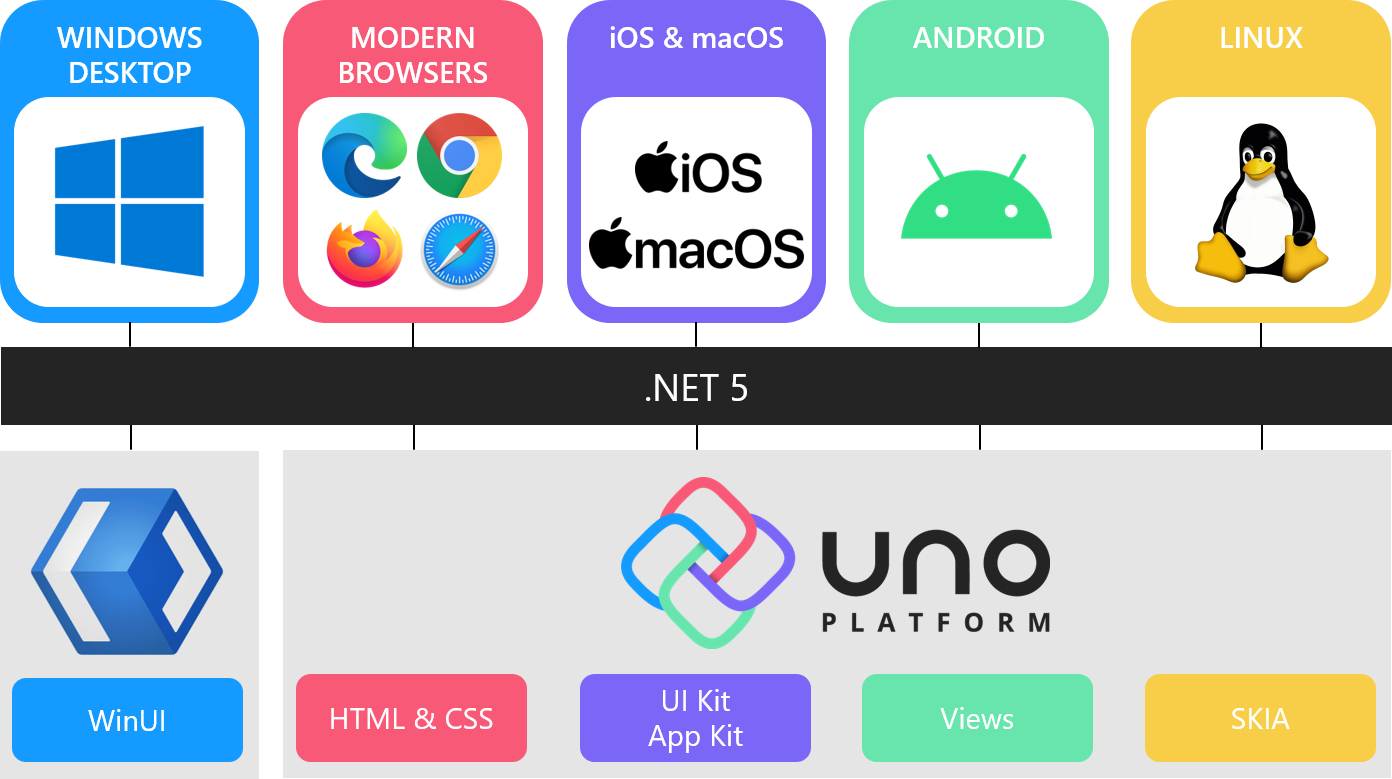 WINDOWS
DESKTOP
MODERN
BROWSERS
iOS & macOS
ANDROID
LINUX
iOS
macOS
.NET 5
uno
PLATFORM
WinUI
HTML & CSS
UI Kit
App Kit
Views
SKIA